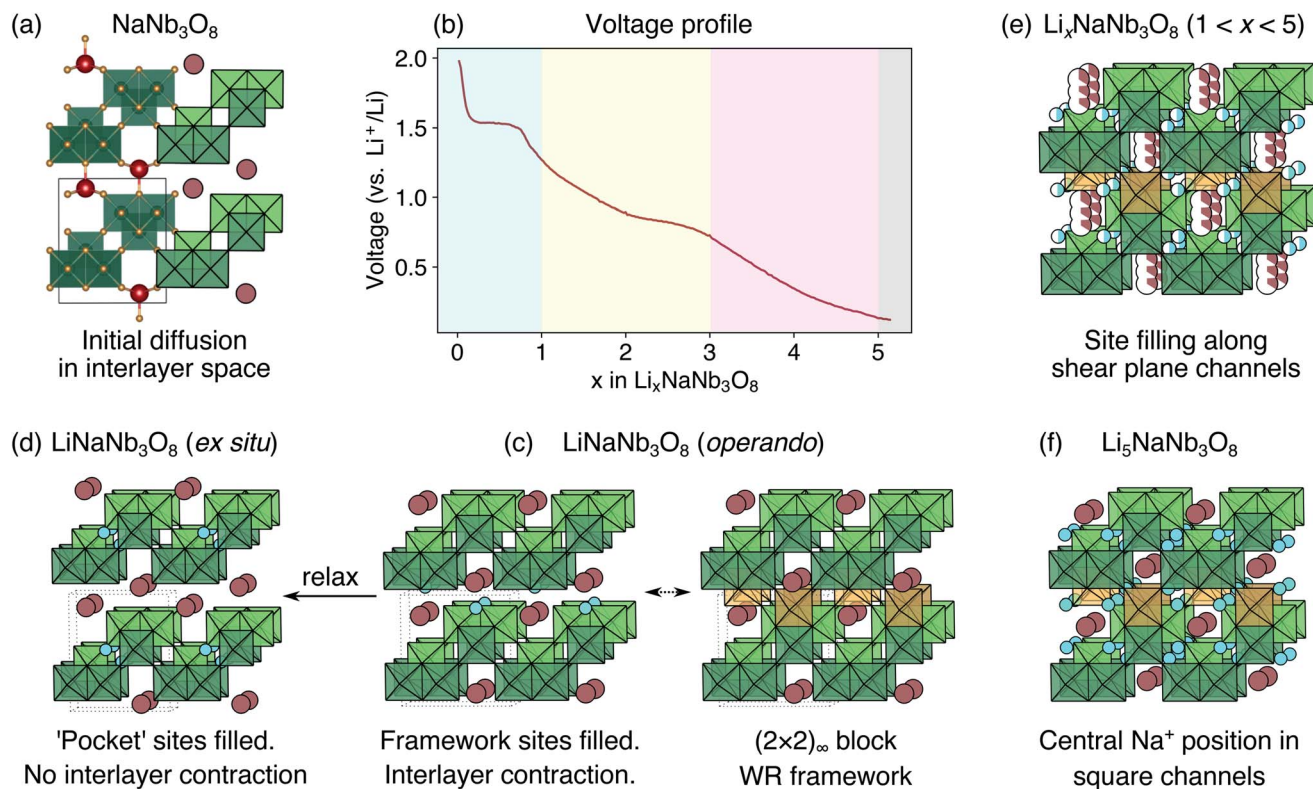 (a) NaNb₃O₈
Initial diffusion
in interlayer space
(b) Voltage profile
Voltage (vs. Li⁺/Li)
2.0
1.5
1.0
0.5
0 1 2 3 4 5
x in LiₓNaNb₃O₈
(e) LiₓNaNb₃O₈ (1 < x < 5)
Site filling along
shear plane channels
(d) LiNaNb₃O₈ (ex situ)
'Pocket' sites filled.
No interlayer contraction
relax
(c) LiNaNb₃O₈ (operando)
Framework sites filled.
Interlayer contraction.
(2×2)∞ block
WR framework
(f) Li₅NaNb₃O₈
Central Na⁺ position in
square channels